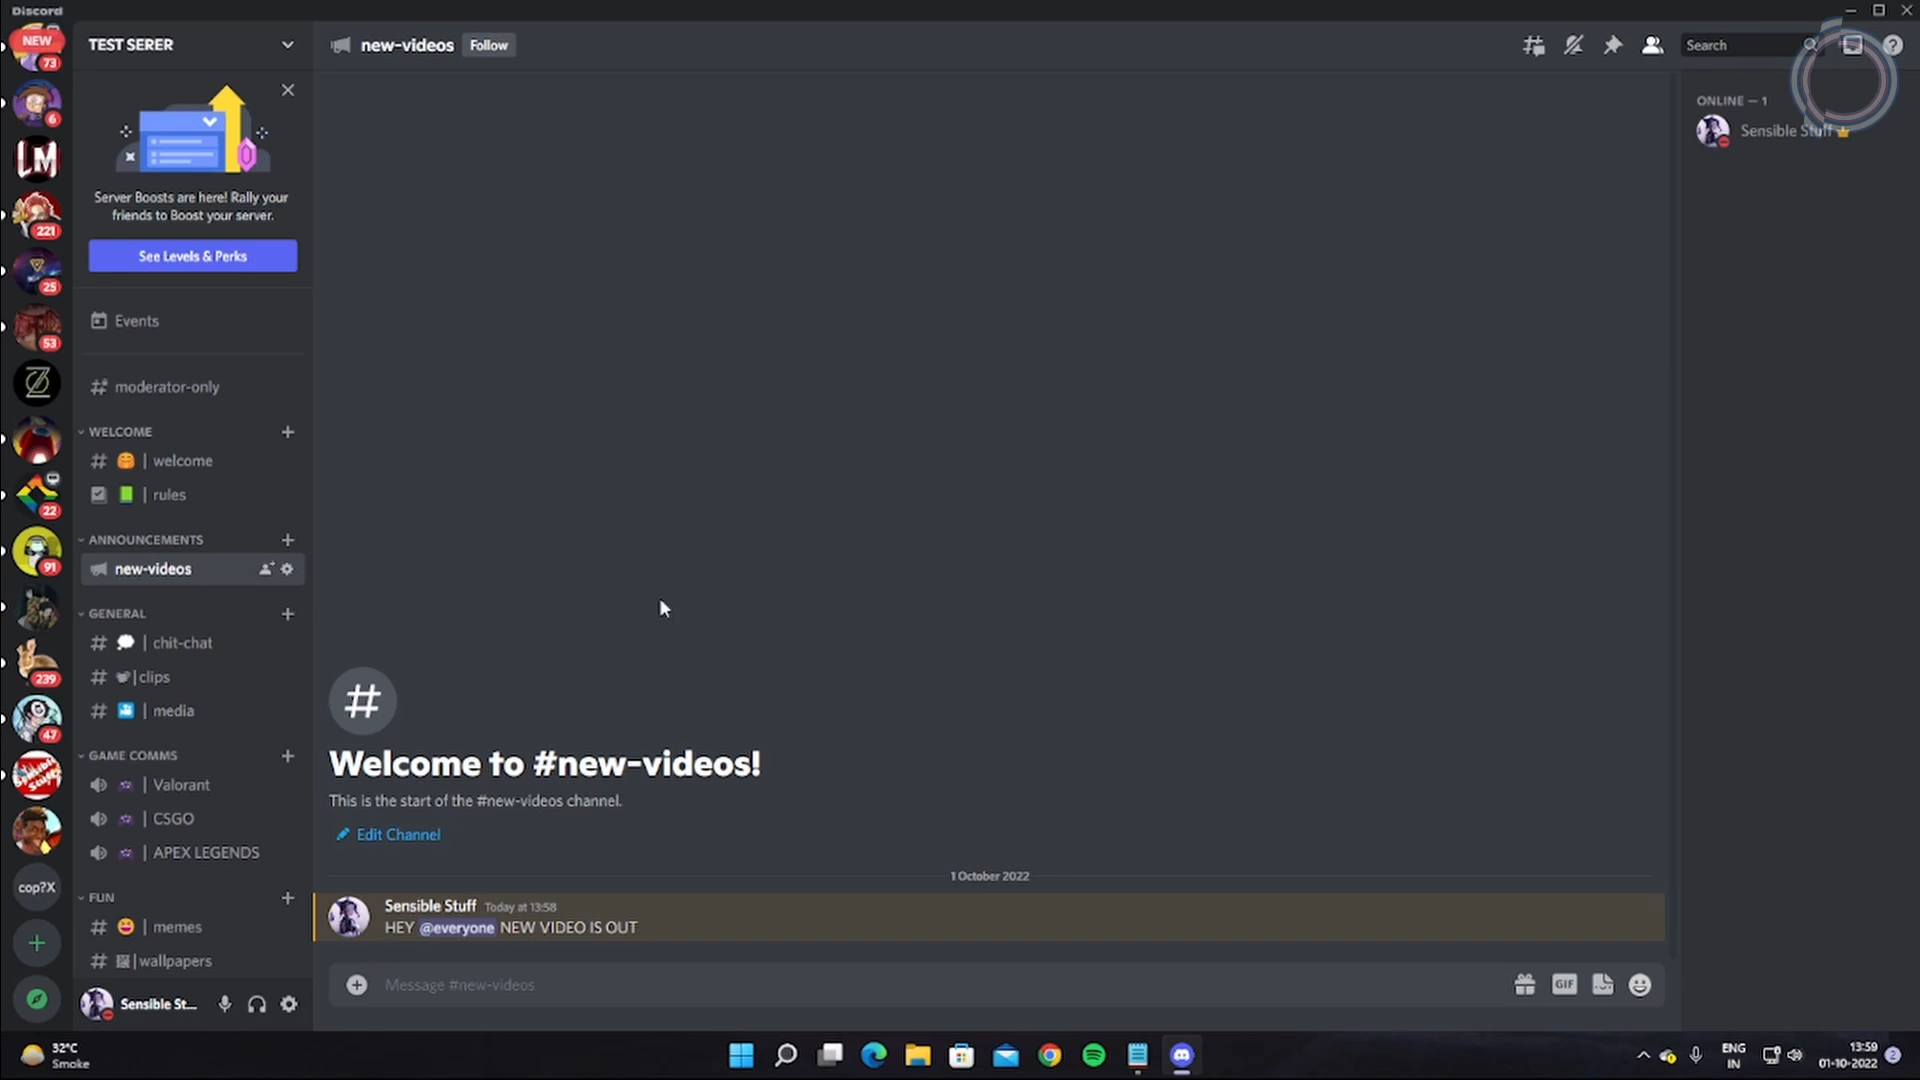 Discord
NEW
73
6
LM
221
25
53
22
91
239
47
cop?X
TEST SERER
Server Boosts are here! Rally your
friends to Boost your server.
See Levels & Perks
Events
moderator-only
WELCOME
| welcome
| rules
ANNOUNCEMENTS
new-videos
GENERAL
| chit-chat
|clips
| media
GAME COMMS
| Valorant
| CSGO
| APEX LEGENDS
FUN
| memes
|wallpapers
Sensible St...
new-videos Follow
Search
ONLINE — 1
Sensible Stuff
Welcome to #new-videos!
This is the start of the #new-videos channel.
Edit Channel
1 October 2022
Sensible Stuff Today at 13:58
HEY @everyone NEW VIDEO IS OUT
Message #new-videos
GIF
32°C
Smoke
ENG
IN
13:59
01-10-2022
2